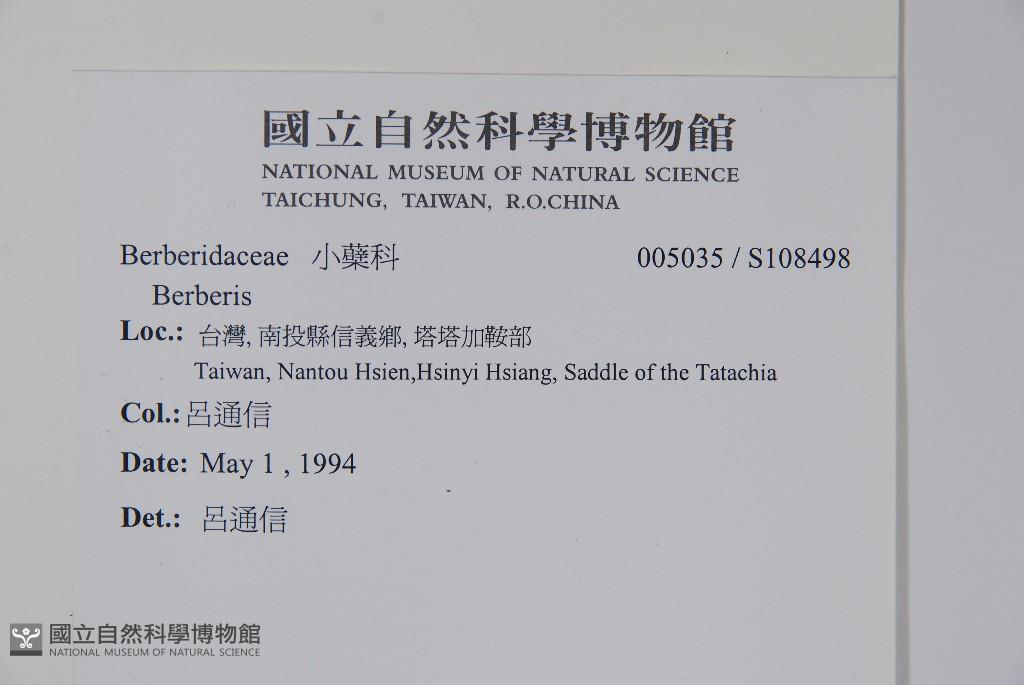 國立自然科學博物館
NATIONAL MUSEUM OF NATURAL SCIENCE
TAICHUNG, TAIWAN, R.O.CHINA
Berberidaceae 小蘗科 005035 / S108498
Berberis
Loc.: 台灣, 南投縣信義鄉, 塔塔加鞍部
Taiwan, Nantou Hsien,Hsinyi Hsiang, Saddle of the Tatachia
Col.: 呂通信
Date: May 1 , 1994
Det.: 呂通信
國立自然科學博物館
NATIONAL MUSEUM OF NATURAL SCIENCE